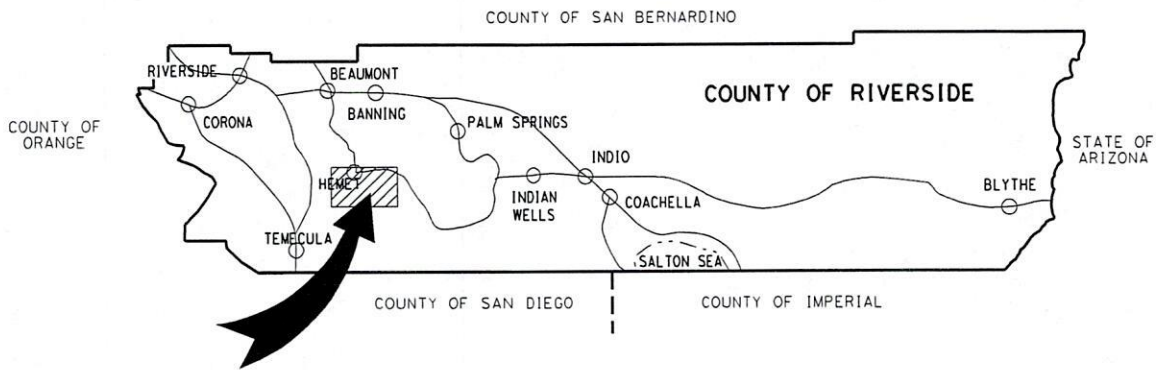 COUNTY OF SAN BERNARDINO
RIVERSIDE
BEAUMONT
COUNTY OF RIVERSIDE
CORONA
BANNING
PALM SPRINGS
COUNTY OF
ORANGE
STATE OF
ARIZONA
INDIO
HEMET
INDIAN
WELLS
COACHELLA
BLYTHE
TEMECULA
SALTON SEA
COUNTY OF SAN DIEGO
COUNTY OF IMPERIAL